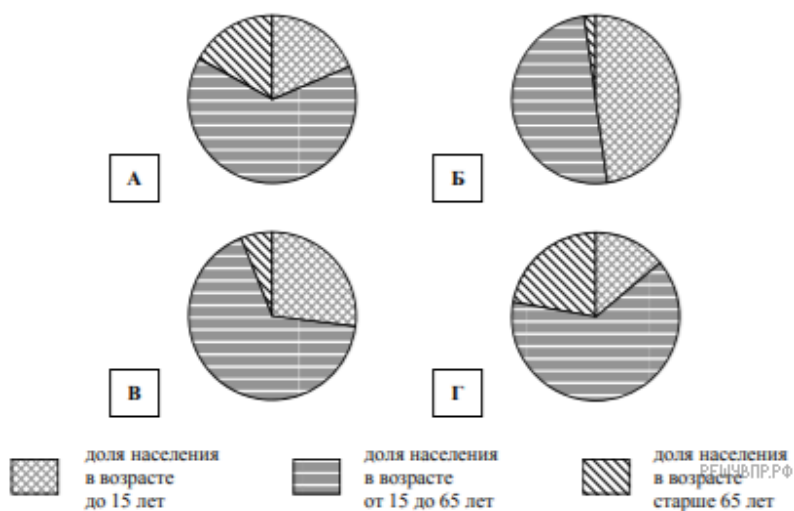 А
Б
В
Г
доля населения
в возрасте
до 15 лет
доля населения
в возрасте
от 15 до 65 лет
доля населения
в возрасте
старше 65 лет
РЕШУВПР.РФ